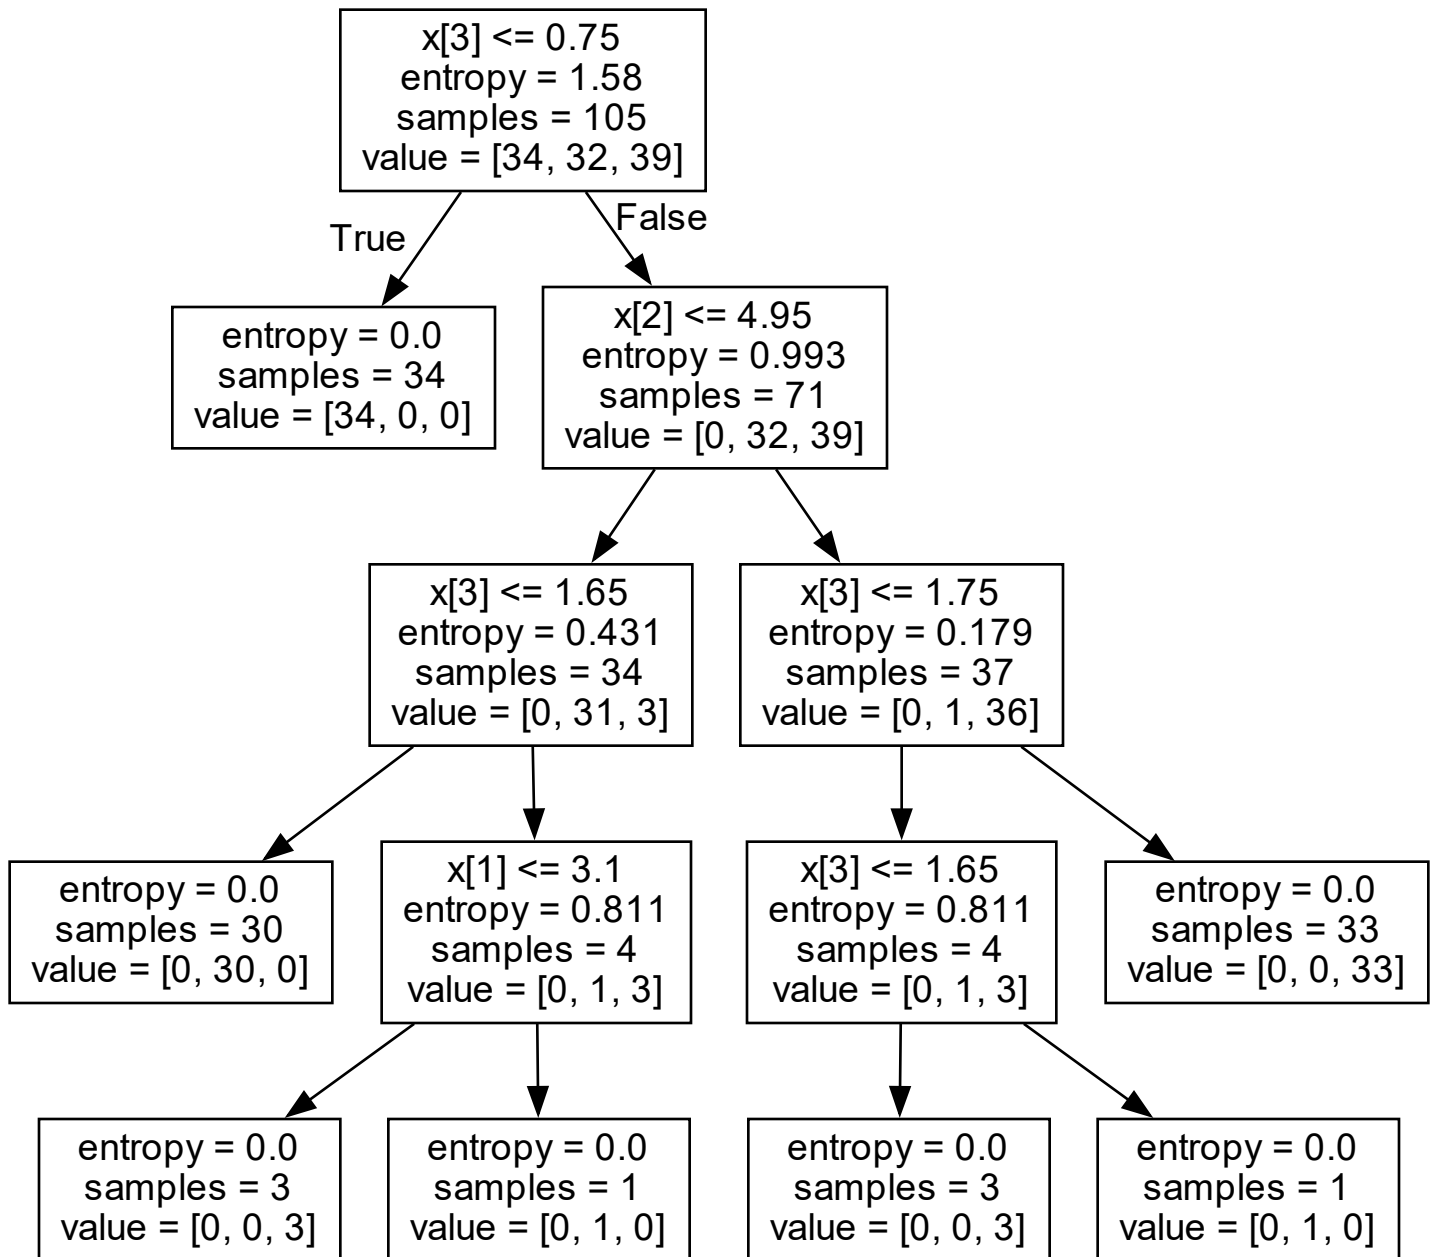 x[3] <= 0.75
entropy = 1.58
samples = 105
value = [34, 32, 39]
True
False
entropy = 0.0
samples = 34
value = [34, 0, 0]
x[2] <= 4.95
entropy = 0.993
samples = 71
value = [0, 32, 39]
x[3] <= 1.65
entropy = 0.431
samples = 34
value = [0, 31, 3]
x[3] <= 1.75
entropy = 0.179
samples = 37
value = [0, 1, 36]
entropy = 0.0
samples = 30
value = [0, 30, 0]
x[1] <= 3.1
entropy = 0.811
samples = 4
value = [0, 1, 3]
x[3] <= 1.65
entropy = 0.811
samples = 4
value = [0, 1, 3]
entropy = 0.0
samples = 33
value = [0, 0, 33]
entropy = 0.0
samples = 3
value = [0, 0, 3]
entropy = 0.0
samples = 1
value = [0, 1, 0]
entropy = 0.0
samples = 3
value = [0, 0, 3]
entropy = 0.0
samples = 1
value = [0, 1, 0]